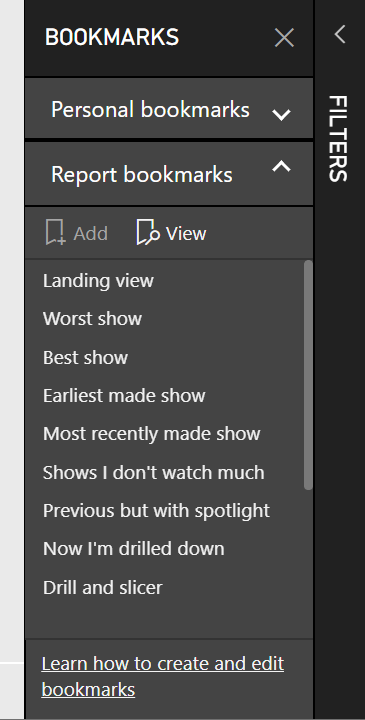 BOOKMARKS
Personal bookmarks
Report bookmarks
Add View
Landing view
Worst show
Best show
Earliest made show
Most recently made show
Shows I don't watch much
Previous but with spotlight
Now I'm drilled down
Drill and slicer
Learn how to create and edit
bookmarks
FILTERS